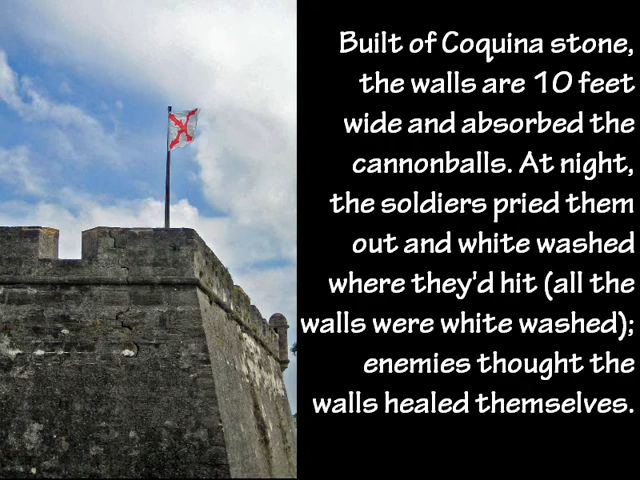 Built of Coquina stone,
the walls are 10 feet
wide and absorbed the
cannonballs. At night,
the soldiers pried them
out and white washed
where they'd hit (all the
walls were white washed);
enemies thought the
walls healed themselves.